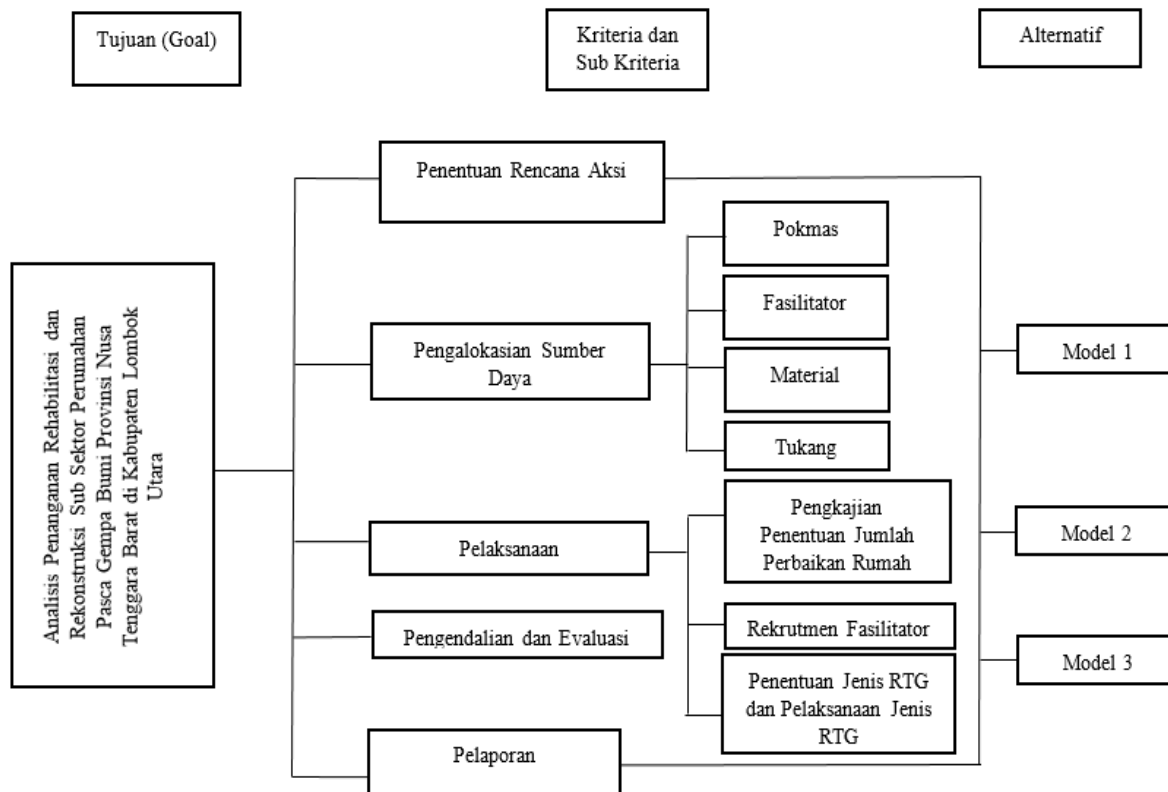 Tujuan (Goal)
Kriteria dan
Sub Kriteria
Alternatif
Analisis Penanganan Rehabilitasi dan
Rekonstruksi Sub Sektor Perumahan
Pasca Gempa Bumi Provinsi Nusa
Tenggara Barat di Kabupaten Lombok
Utara
Penentuan Rencana Aksi
Pengalokasian Sumber
Daya
Pokmas
Fasilitator
Material
Tukang
Pelaksanaan
Pengkajian
Penentuan Jumlah
Perbaikan Rumah
Rekrutmen Fasilitator
Penentuan Jenis RTG
dan Pelaksanaan Jenis
RTG
Pengendalian dan Evaluasi
Pelaporan
Model 1
Model 2
Model 3